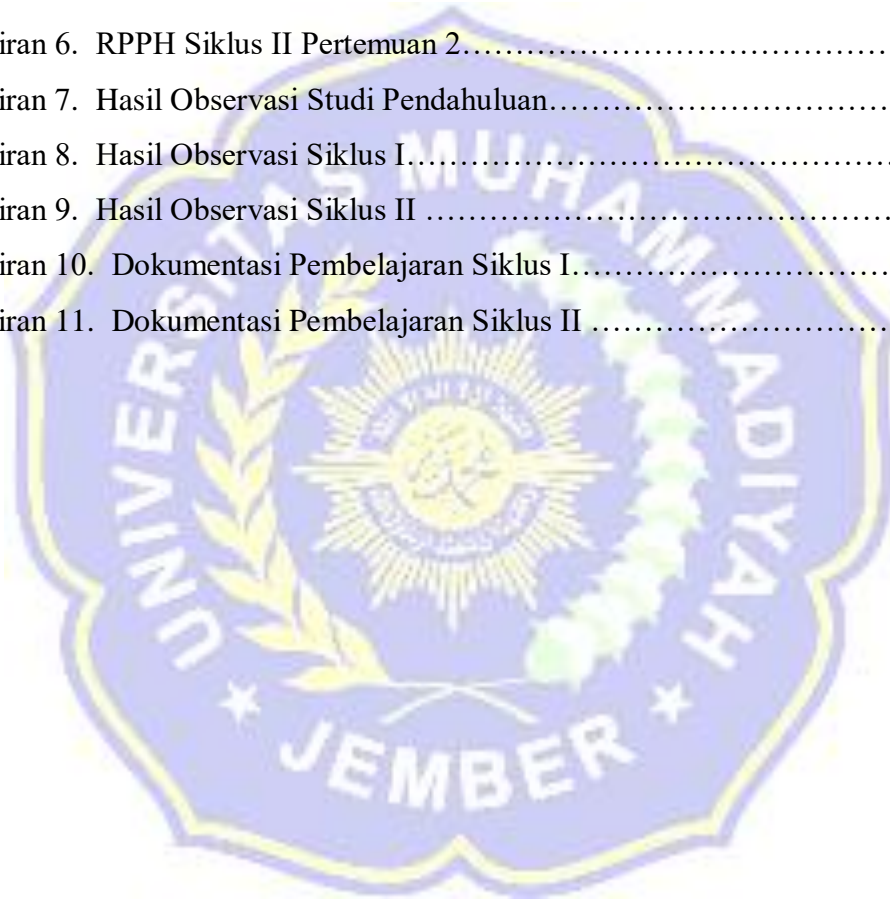 iran 6. RPPH Siklus II Pertemuan 2……………………………………
iran 7. Hasil Observasi Studi Pendahuluan……………………………
iran 8. Hasil Observasi Siklus I…………………………………………
iran 9. Hasil Observasi Siklus II ………………………………………
iran 10. Dokumentasi Pembelajaran Siklus I…………………………
iran 11. Dokumentasi Pembelajaran Siklus II ………………………
UNIVERSITAS MUHAMMADIYAH
JEMBER